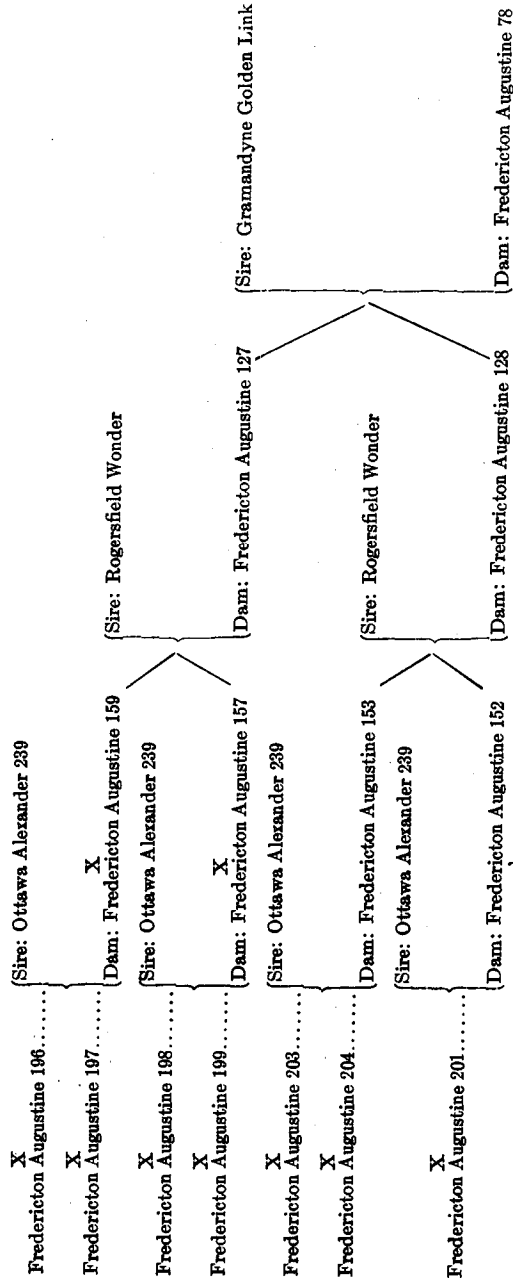 X
Fredericton Augustine 196.......
X
Fredericton Augustine 197.......
X
Fredericton Augustine 198.......
X
Fredericton Augustine 199.......
X
Fredericton Augustine 203.......
X
Fredericton Augustine 204.......
X
Fredericton Augustine 201.......
Sire: Ottawa Alexander 239
X
Dam: Fredericton Augustine 159
Sire: Ottawa Alexander 239
X
Dam: Fredericton Augustine 157
Sire: Ottawa Alexander 239
Dam: Fredericton Augustine 153
Sire: Ottawa Alexander 239
Dam: Fredericton Augustine 152
Sire: Rogersfield Wonder
Dam: Fredericton Augustine 127
Sire: Rogersfield Wonder
Dam: Fredericton Augustine 128
Sire: Gramandyne Golden Link
Dam: Fredericton Augustine 78